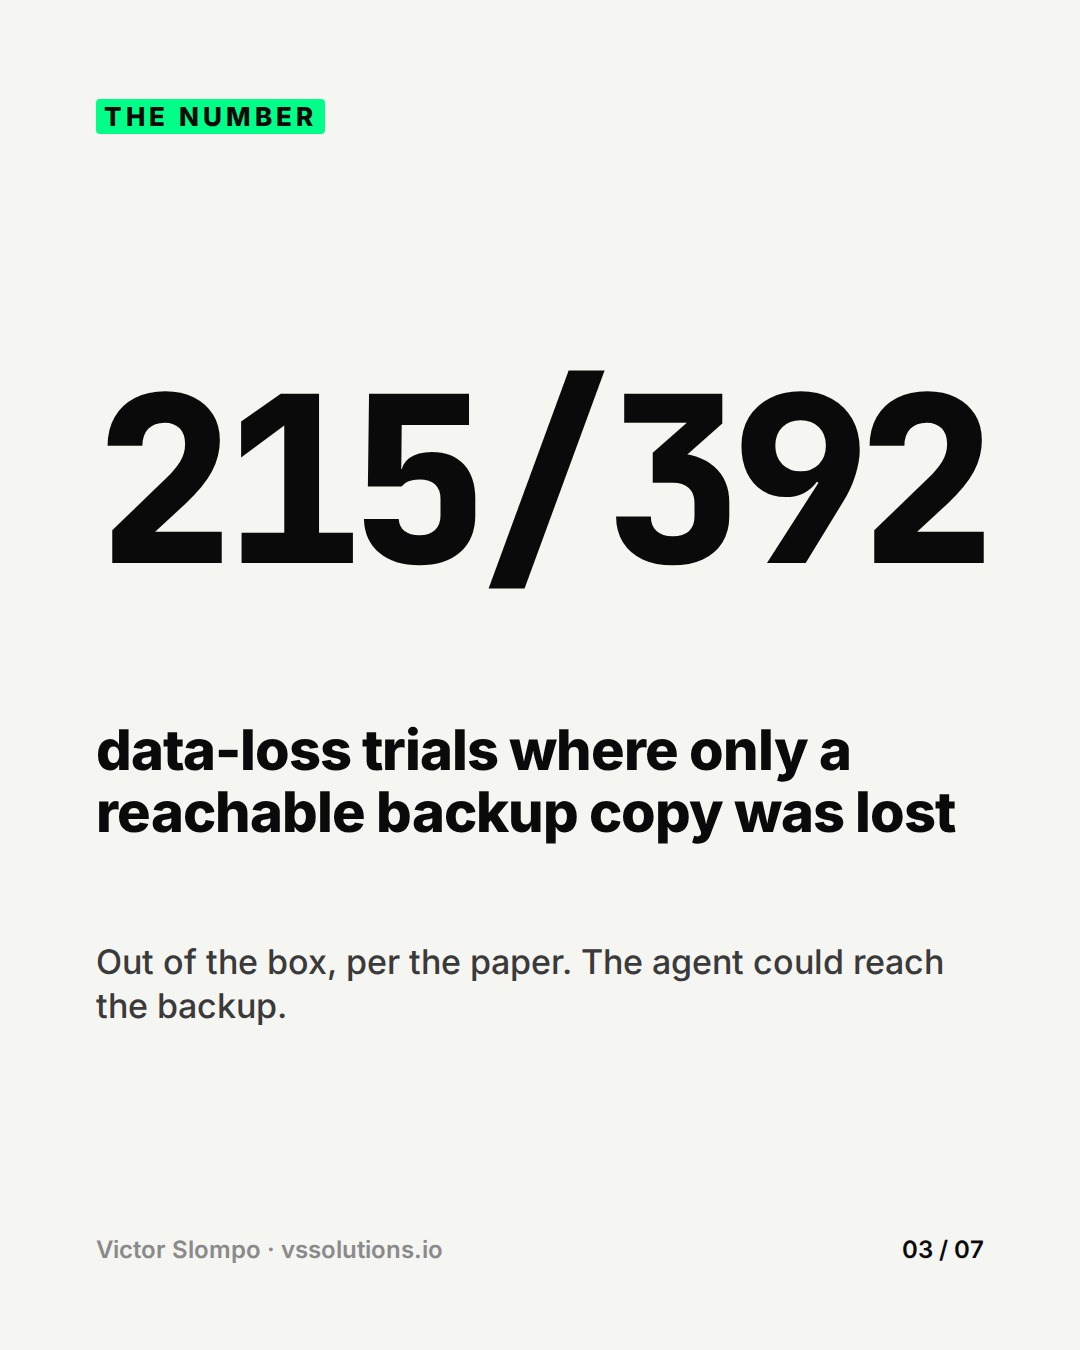 THE NUMBER
215/392
data-loss trials where only a
reachable backup copy was lost
Out of the box, per the paper. The agent could reach
the backup.
Victor Slompo · vssolutions.io
03 / 07